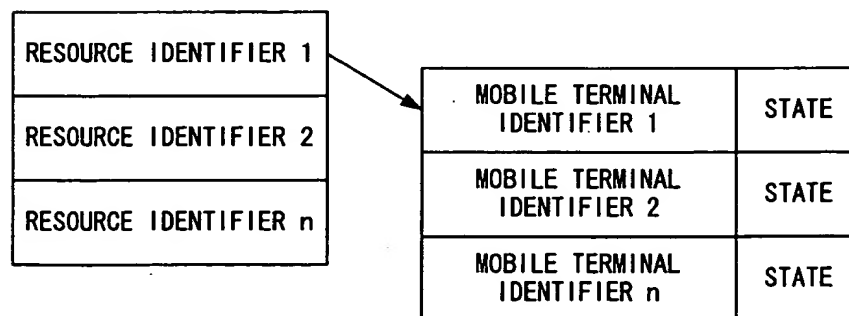 RESOURCE IDENTIFIER 1
RESOURCE IDENTIFIER 2
RESOURCE IDENTIFIER n
MOBILE TERMINAL
IDENTIFIER 1
STATE
MOBILE TERMINAL
IDENTIFIER 2
STATE
MOBILE TERMINAL
IDENTIFIER n
STATE